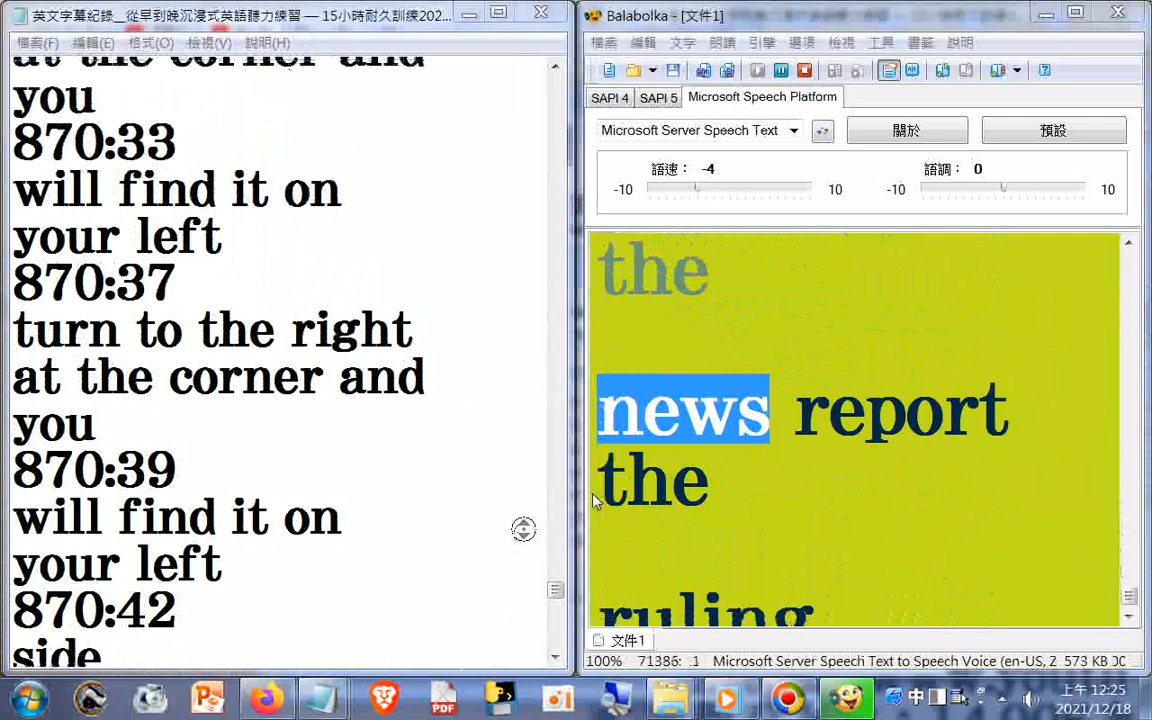 英文字幕紀錄__從早到晚沉浸式英語聽力練習 — 15小時耐久訓練202...
檔案(F) 編輯(E) 格式(O) 檢視(V) 說明(H)
at the corner and
you
870:33
will find it on
your left
870:37
turn to the right
at the corner and
you
870:39
will find it on
your left
870:42
side
Balabolka - [文件1]
檔案 編輯 文字 朗讀 引擎 選項 檢視 工具 書籤 說明
SAPI 4 SAPI 5 Microsoft Speech Platform
Microsoft Server Speech Text 關於 預設
語速： -4 語調： 0
-10 10 -10 10
the
news report
the
ruling
文件1
100% 71386: .1 Microsoft Server Speech Text to Speech Voice (en-US, 2 573 KB
中 上午 12:25
2021/12/18